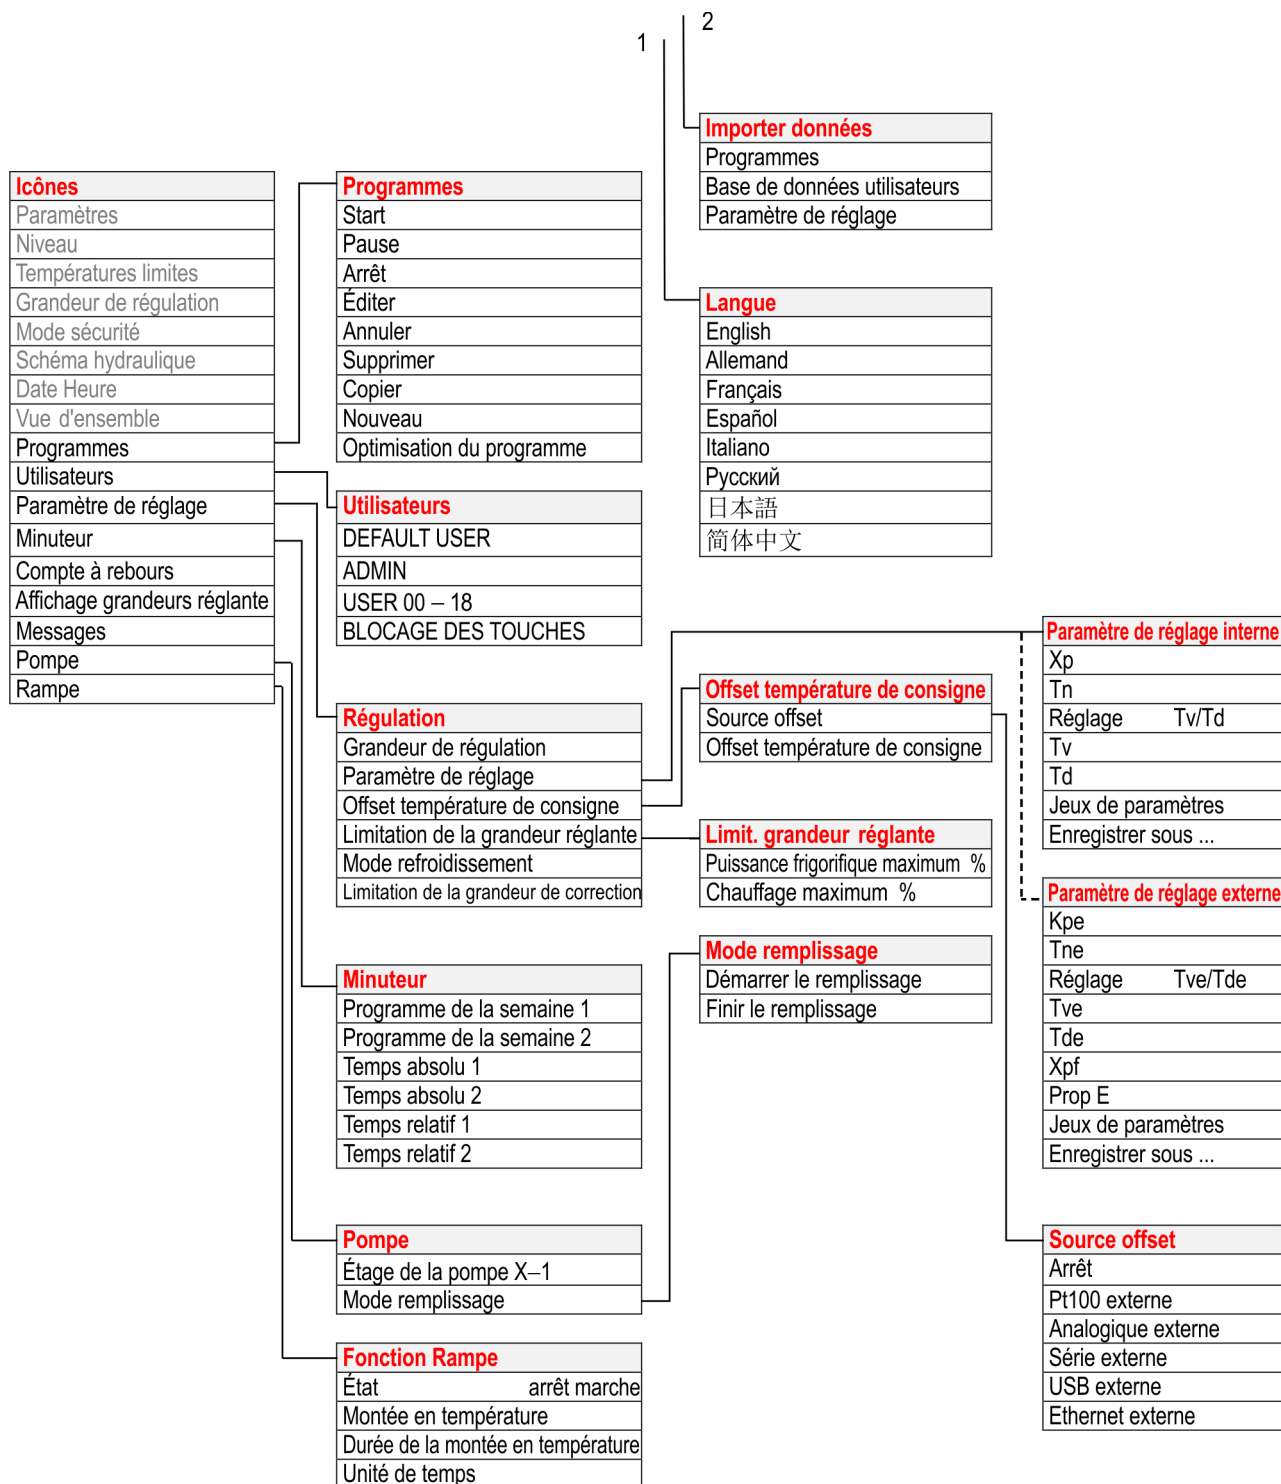 2
1
Importer données
Programmes
Base de données utilisateurs
Paramètre de réglage
Icônes
Paramètres
Niveau
Températures limites
Grandeur de régulation
Mode sécurité
Schéma hydraulique
Date Heure
Vue d'ensemble
Programmes
Utilisateurs
Paramètre de réglage
Minuteur
Compte à rebours
Affichage grandeurs réglante
Messages
Pompe
Rampe
Programmes
Start
Pause
Arrêt
Éditer
Annuler
Supprimer
Copier
Nouveau
Optimisation du programme
Langue
English
Allemand
Français
Español
Italiano
Русский
日本語
简体中文
Utilisateurs
DEFAULT USER
ADMIN
USER 00 – 18
BLOCAGE DES TOUCHES
Régulation
Grandeur de régulation
Paramètre de réglage
Offset température de consigne
Limitation de la grandeur réglante
Mode refroidissement
Limitation de la grandeur de correction
Offset température de consigne
Source offset
Offset température de consigne
Limit. grandeur réglante
Puissance frigorifique maximum %
Chauffage maximum %
Mode remplissage
Démarrer le remplissage
Finir le remplissage
Paramètre de réglage interne
Xp
Tn
Réglage Tv/Td
Tv
Td
Jeux de paramètres
Enregistrer sous ...
Paramètre de réglage externe
Kpe
Tne
Réglage Tve/Tde
Tve
Tde
Xpf
Prop E
Jeux de paramètres
Enregistrer sous ...
Minuteur
Programme de la semaine 1
Programme de la semaine 2
Temps absolu 1
Temps absolu 2
Temps relatif 1
Temps relatif 2
Pompe
Étage de la pompe X–1
Mode remplissage
Source offset
Arrêt
Pt100 externe
Analogique externe
Série externe
USB externe
Ethernet externe
Fonction Rampe
État arrêt marche
Montée en température
Durée de la montée en température
Unité de temps